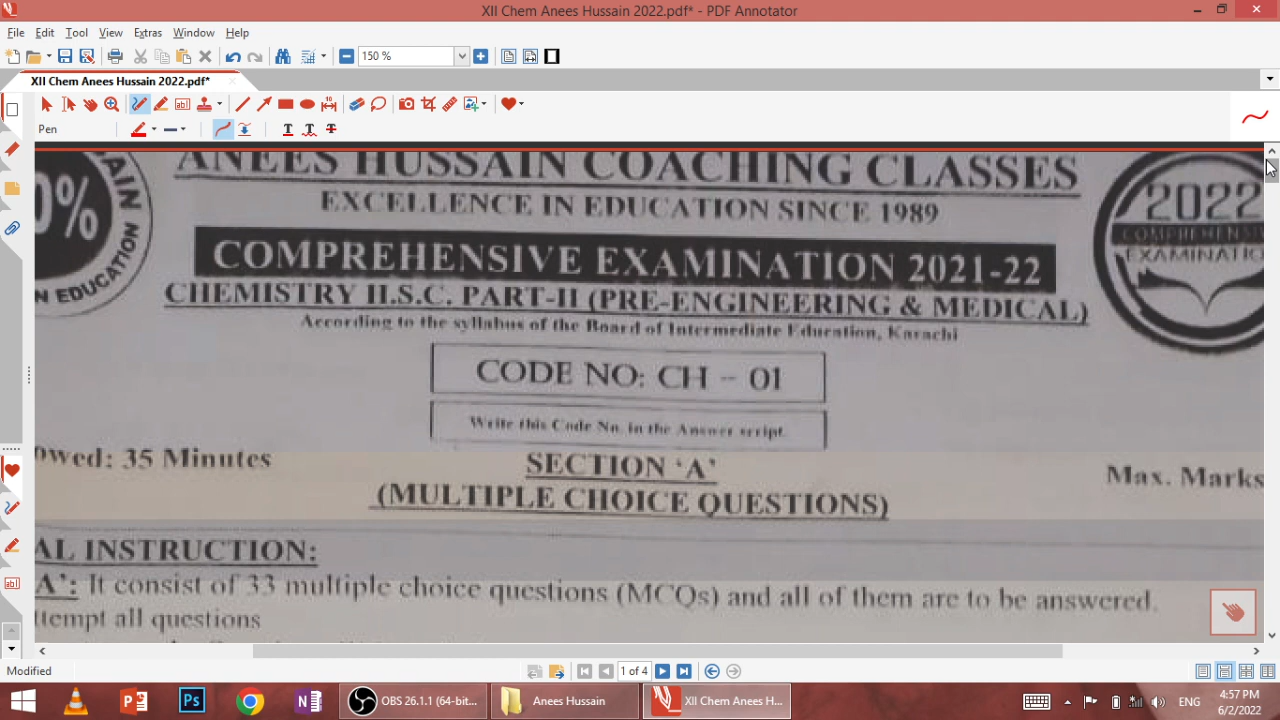 XII Chem Anees Hussain 2022.pdf* - PDF Annotator
File Edit Tool View Extras Window Help
150 %
XII Chem Anees Hussain 2022.pdf*
Pen
ANEES HUSSAIN COACHING CLASSES
EXCELLENCE IN EDUCATION SINCE 1989
0%
AIN
N EDUCATION
2022
COMPREHENSIV
EXAMINATIO
COMPREHENSIVE EXAMINATION 2021-22
CHEMISTRY H.S.C. PART-II (PRE-ENGINEERING & MEDICAL)
According to the syllabus of the Board of Intermediate Education, Karachi
CODE NO: CH – 01
Write this Code No. in the Answer script.
owed: 35 Minutes
SECTION ‘A’
Max. Marks
(MULTIPLE CHOICE QUESTIONS)
AL INSTRUCTION:
A’: It consist of 33 multiple choice questions (MCQs) and all of them are to be answered.
ttempt all questions
1 of 4
Modified
OBS 26.1.1 (64-bit...
Anees Hussain
XII Chem Anees H...
ENG
4:57 PM
6/2/2022